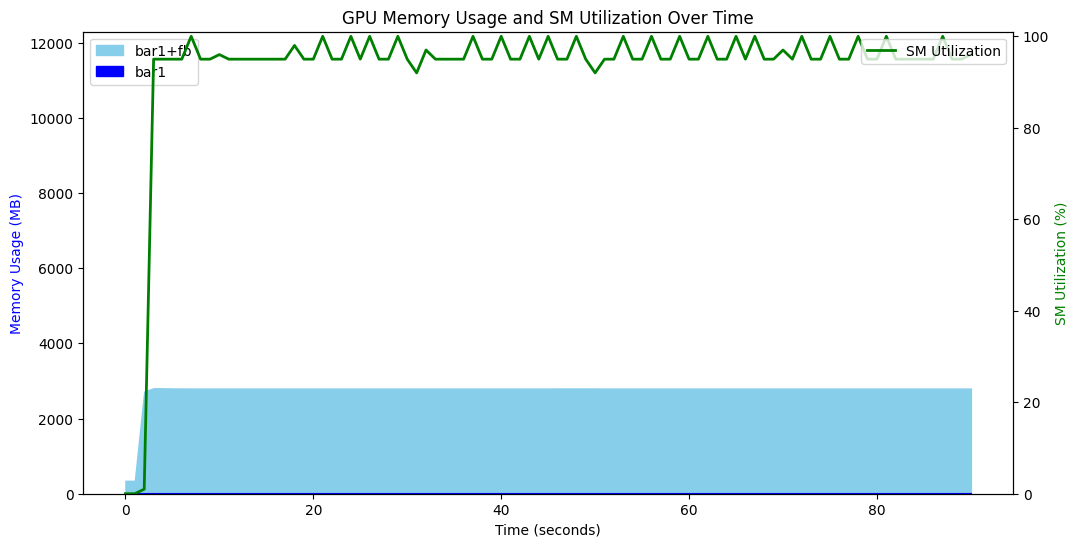 GPU Memory Usage and SM Utilization Over Time
bar1+fb
bar1
SM Utilization
12000
10000
8000
6000
4000
2000
0
Memory Usage (MB)
100
80
60
40
20
0
SM Utilization (%)
0 20 40 60 80
Time (seconds)